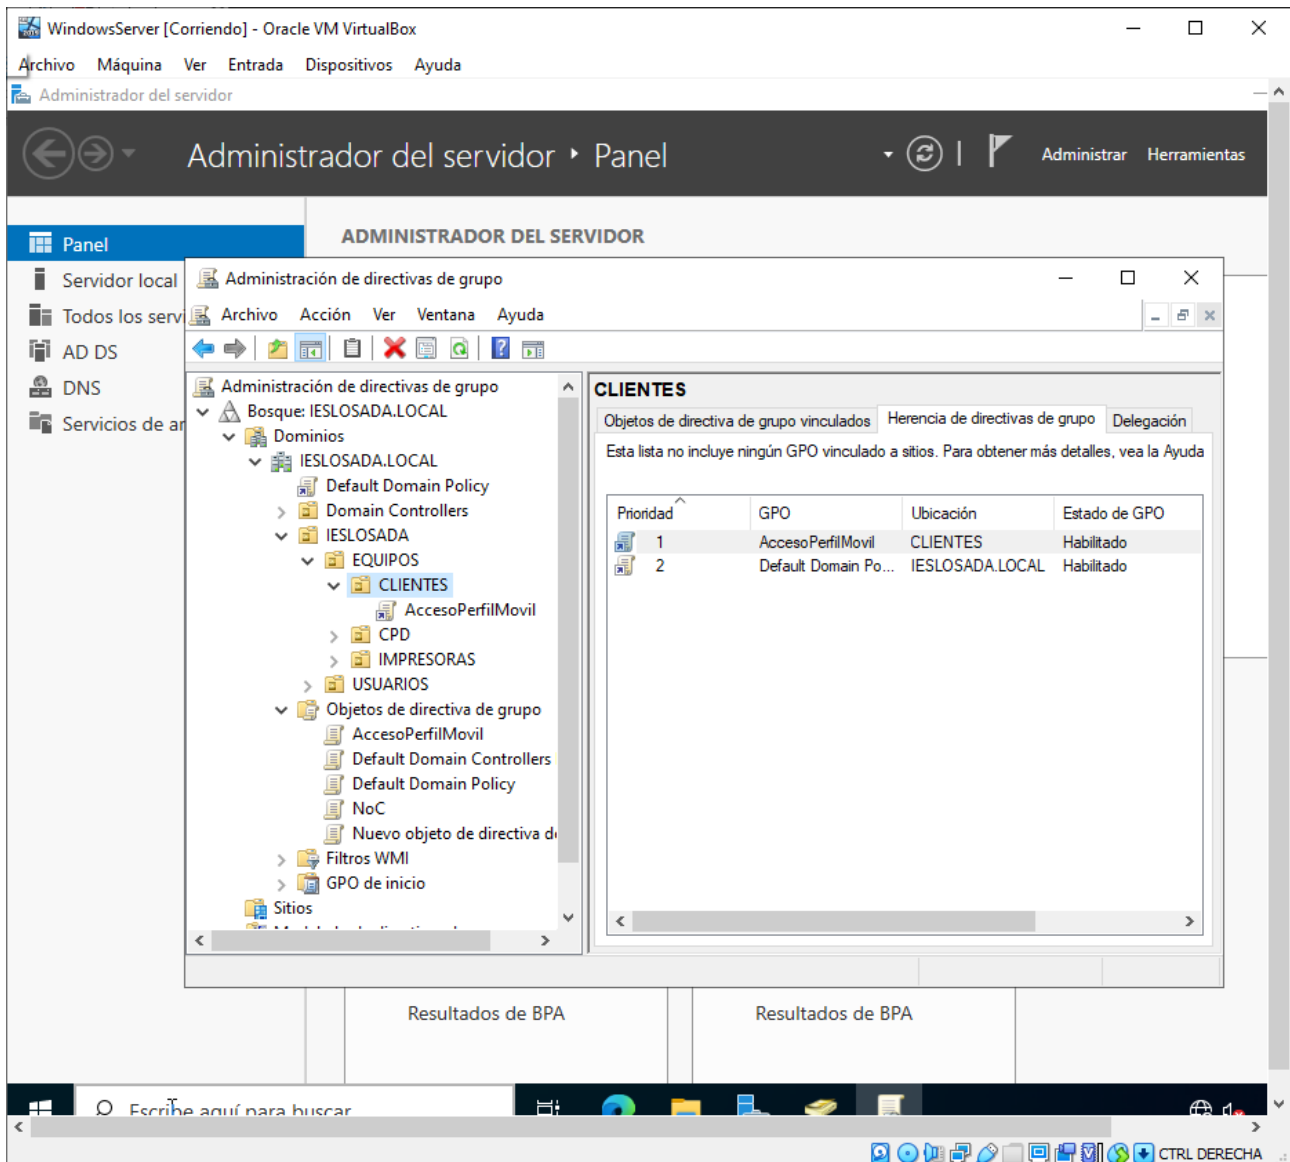 WindowsServer [Corriendo] - Oracle VM VirtualBox
Archivo Máquina Ver Entrada Dispositivos Ayuda
Administrador del servidor
Administrador del servidor Panel
Administrar Herramientas
Panel
ADMINISTRADOR DEL SERVIDOR
Servidor local
Administración de directivas de grupo
Todos los servi
Archivo Acción Ver Ventana Ayuda
AD DS
DNS
Servicios de ar
Administración de directivas de grupo
Bosque: IESLOSADA.LOCAL
Dominios
IESLOSADA.LOCAL
Default Domain Policy
Domain Controllers
IESLOSADA
EQUIPOS
CLIENTES
AccesoPerfilMovil
CPD
IMPRESORAS
USUARIOS
Objetos de directiva de grupo
AccesoPerfilMovil
Default Domain Controllers
Default Domain Policy
NoC
Nuevo objeto de directiva de
Filtros WMI
GPO de inicio
Sitios
CLIENTES
Objetos de directiva de grupo vinculados Herencia de directivas de grupo Delegación
Esta lista no incluye ningún GPO vinculado a sitios. Para obtener más detalles, vea la Ayuda
Prioridad GPO Ubicación Estado de GPO
1 AccesoPerfilMovil CLIENTES Habilitado
2 Default Domain Po... IESLOSADA.LOCAL Habilitado
Resultados de BPA Resultados de BPA
Escribe aquí para buscar
CTRL DERECHA